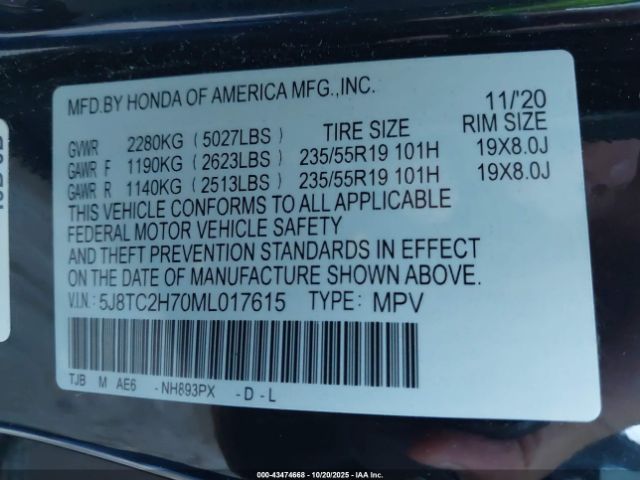 MFD.BY HONDA OF AMERICA MFG.,INC. 11/'20
GVWR 2280KG (5027LBS) TIRE SIZE RIM SIZE
GAWR F 1190KG (2623LBS) 235/55R19 101H 19X8.0J
GAWR R 1140KG (2513LBS) 235/55R19 101H 19X8.0J
THIS VEHICLE CONFORMS TO ALL APPLICABLE
FEDERAL MOTOR VEHICLE SAFETY
AND THEFT PREVENTION STANDARDS IN EFFECT
ON THE DATE OF MANUFACTURE SHOWN ABOVE.
V.I.N.: 5J8TC2H70ML017615 TYPE: MPV
TJB M AE6 -NH893PX -D-L
000-43474668 - 10/20/2025 - IAAI.COM